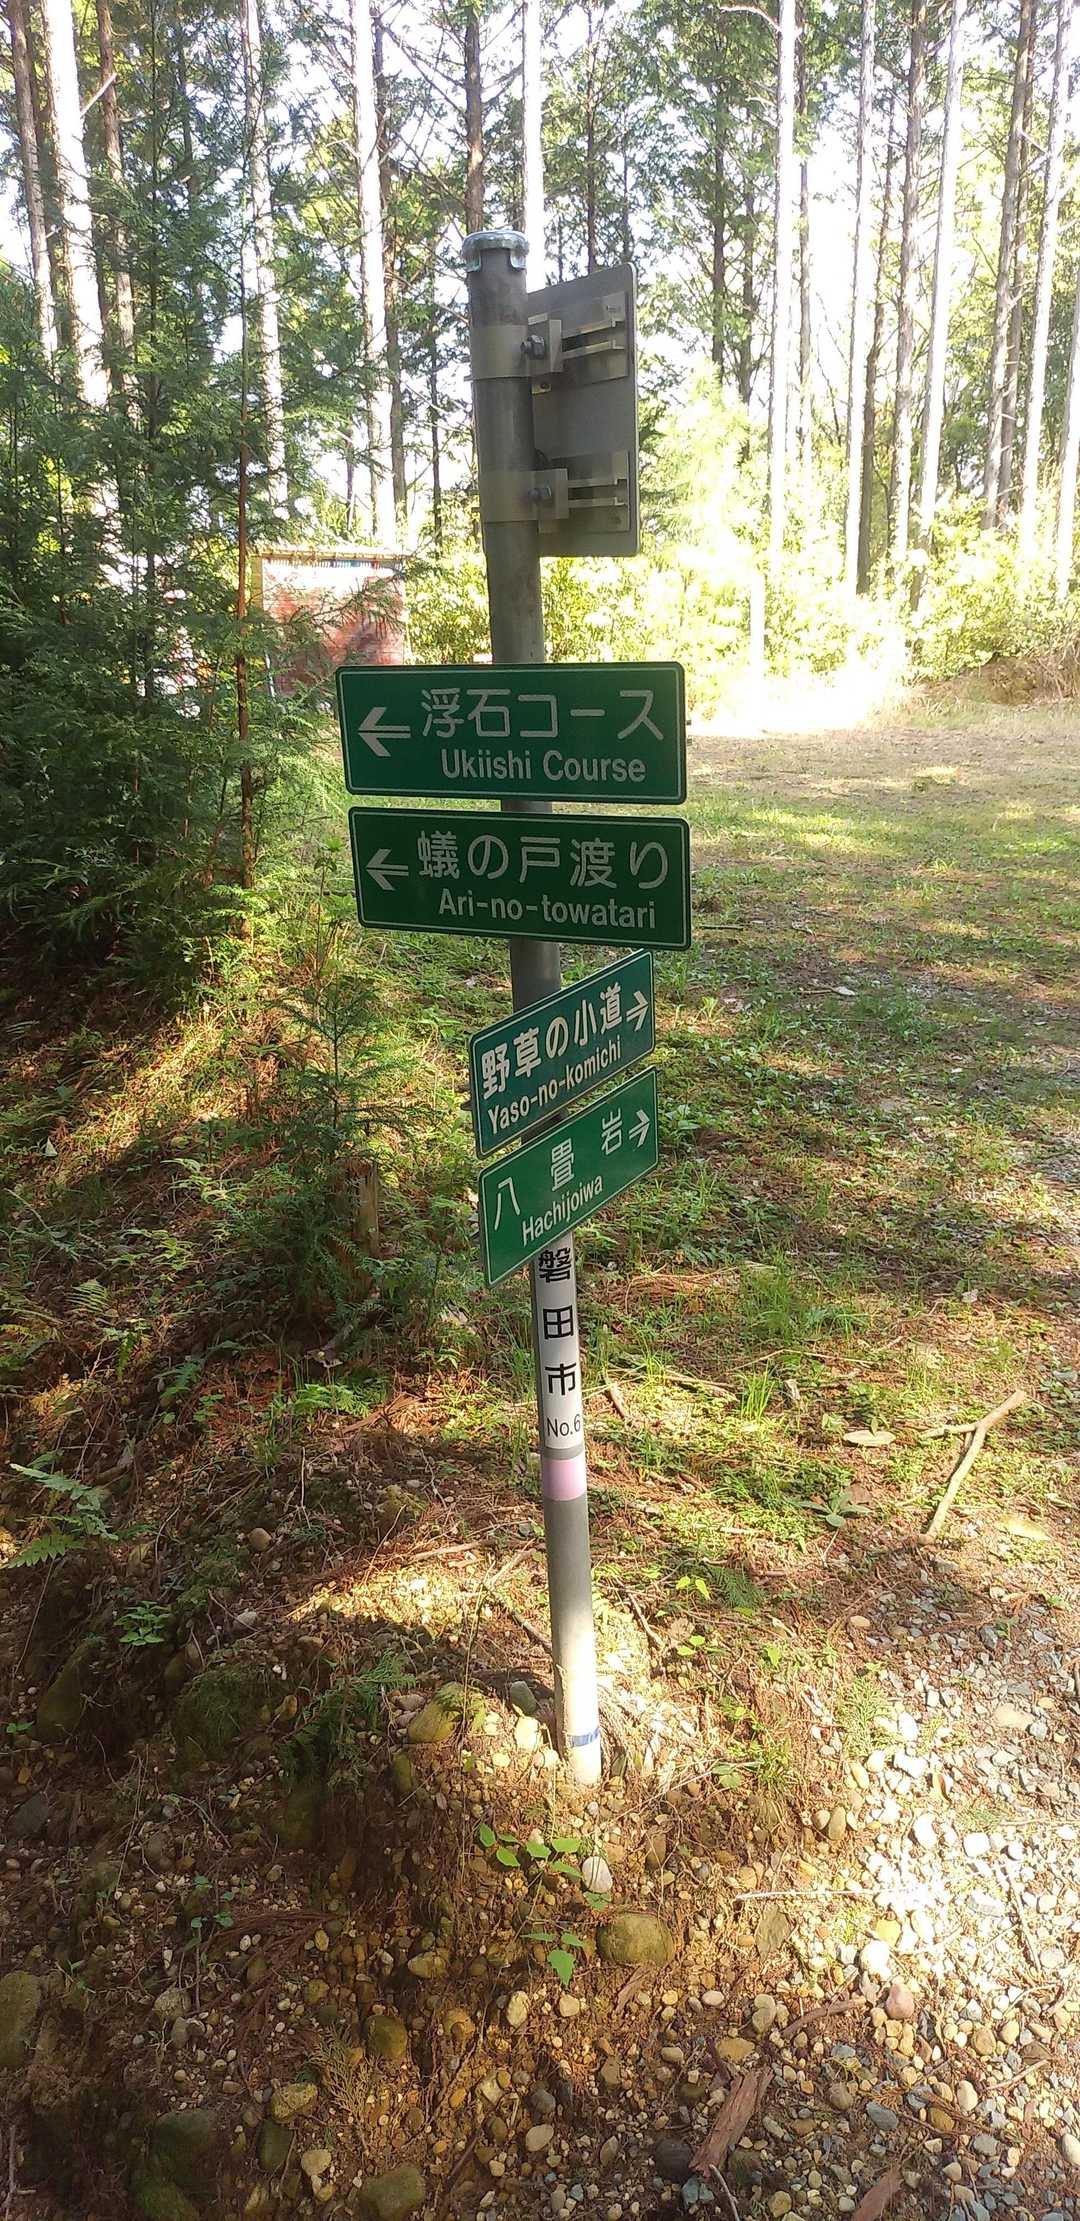 浮石コース
Ukiishi Course
蟻の戸渡り
Ari-no-towatari
野草の小道
Yaso-no-komichi
八畳岩
Hachijoiwa
磐田市
No.6